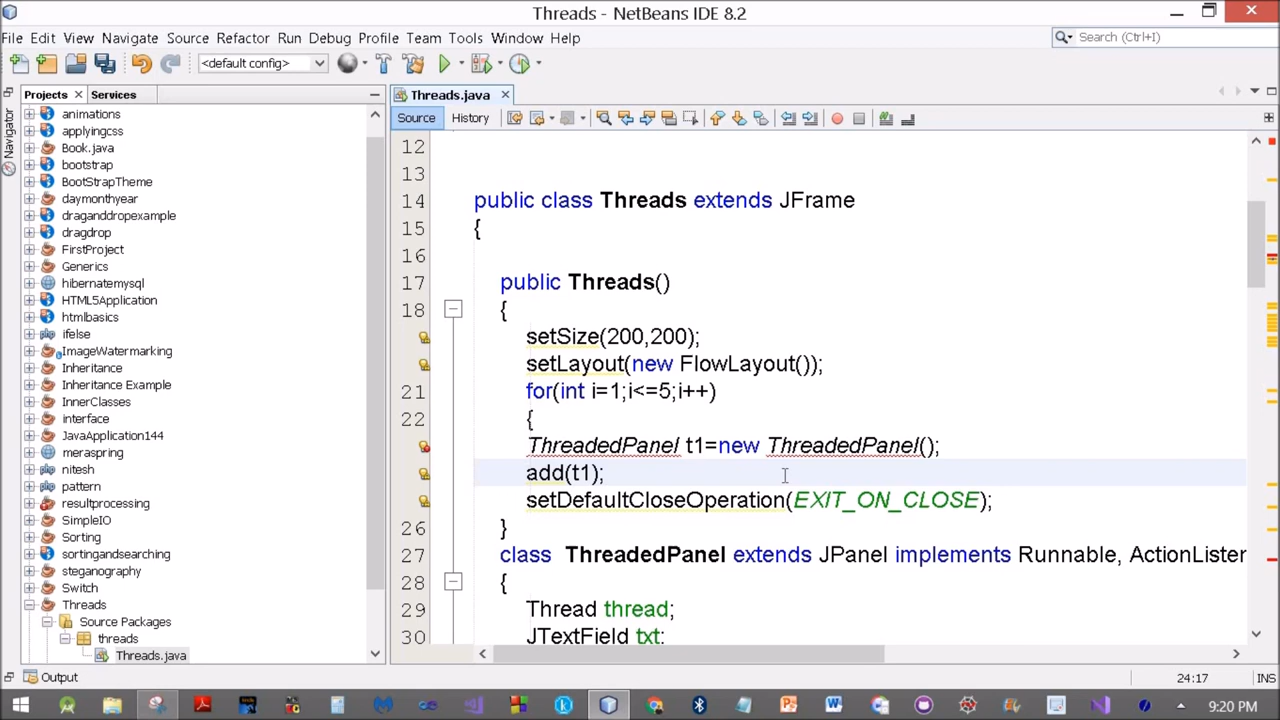 Threads - NetBeans IDE 8.2
File Edit View Navigate Source Refactor Run Debug Profile Team Tools Window Help
Search (Ctrl+I)
<default config>
Projects Services
Threads.java
Navigator
Source History
animations
applyingcss
Book.java
bootstrap
BootStrapTheme
daymonthyear
draganddropexample
dragdrop
FirstProject
Generics
hibernatemysql
HTML5Application
htmlbasics
ifelse
ImageWatermarking
Inheritance
Inheritance Example
InnerClasses
interface
JavaApplication144
meraspring
nitesh
pattern
resultprocessing
SimpleIO
Sorting
sortingandsearching
steganography
Switch
Threads
Source Packages
threads
Threads.java
12
13
14 public class Threads extends JFrame
15 {
16
17 public Threads()
18 {
setSize(200,200);
setLayout(new FlowLayout());
21 for(int i=1;i<=5;i++)
22 {
ThreadedPanel t1=new ThreadedPanel();
add(t1);
setDefaultCloseOperation(EXIT_ON_CLOSE);
26 }
27 class ThreadedPanel extends JPanel implements Runnable, ActionListener
28 {
29 Thread thread;
30 JTextField txt;
Output
24:17 INS
9:20 PM